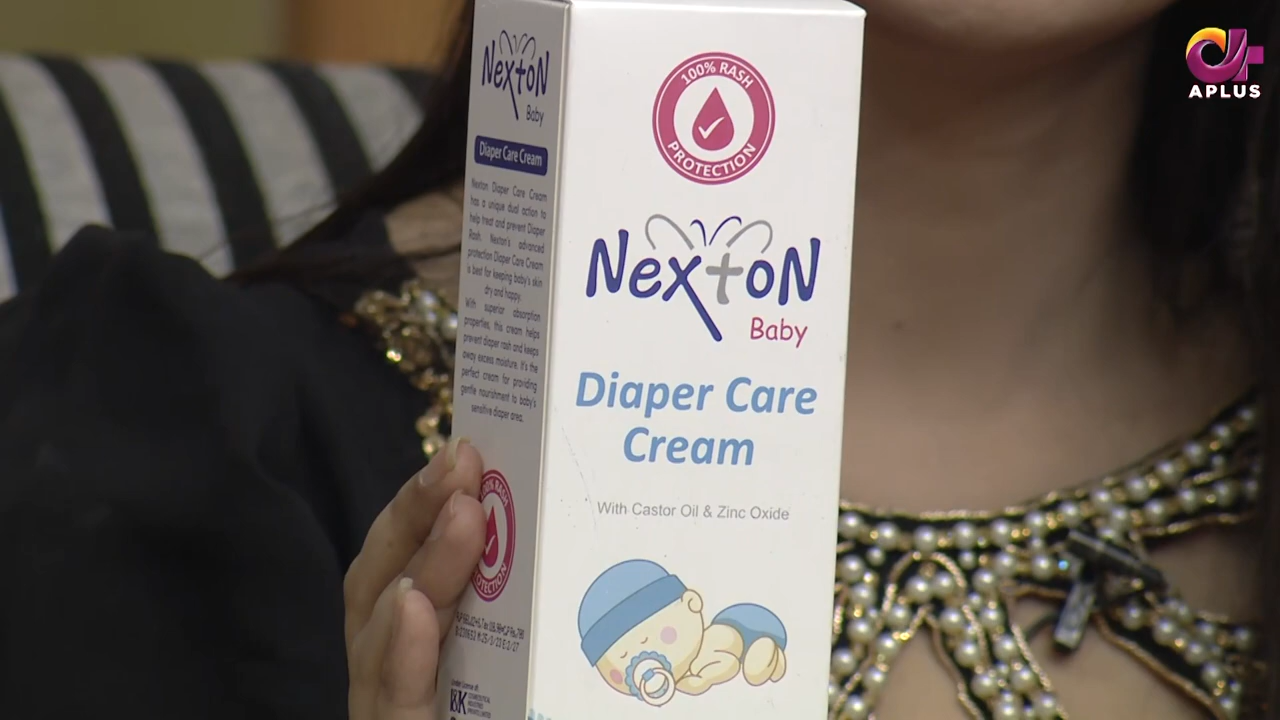 NexTon
Baby
Diaper Care Cream
Nexton Diaper Care Cream
has a unique dual action to
help treat and prevent Diaper
Rash. Nexton's advanced
protection Diaper Care Cream
is best for keeping baby's skin
dry and happy.
With superior absorption
properties, this cream helps
prevent diaper rash and keeps
away excess moisture. It's the
perfect cream for providing
gentle nourishment to baby's
sensitive diaper area.
100% RASH
PROTECTION
NexToN
Baby
Diaper Care
Cream
With Castor Oil & Zinc Oxide
APLUS